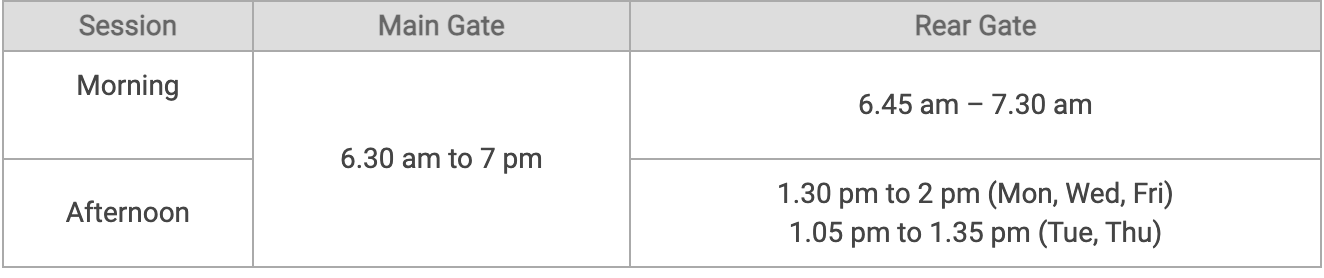 Session Main Gate Rear Gate
Morning
6.45 am – 7.30 am
6.30 am to 7 pm
Afternoon
1.30 pm to 2 pm (Mon, Wed, Fri)
1.05 pm to 1.35 pm (Tue, Thu)